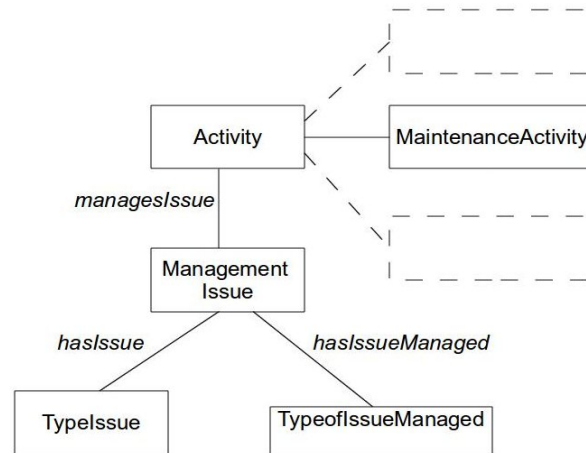 Activity
MaintenanceActivity
managesIssue
Management
Issue
hasIssue
hasIssueManaged
TypeIssue
TypeofIssueManaged